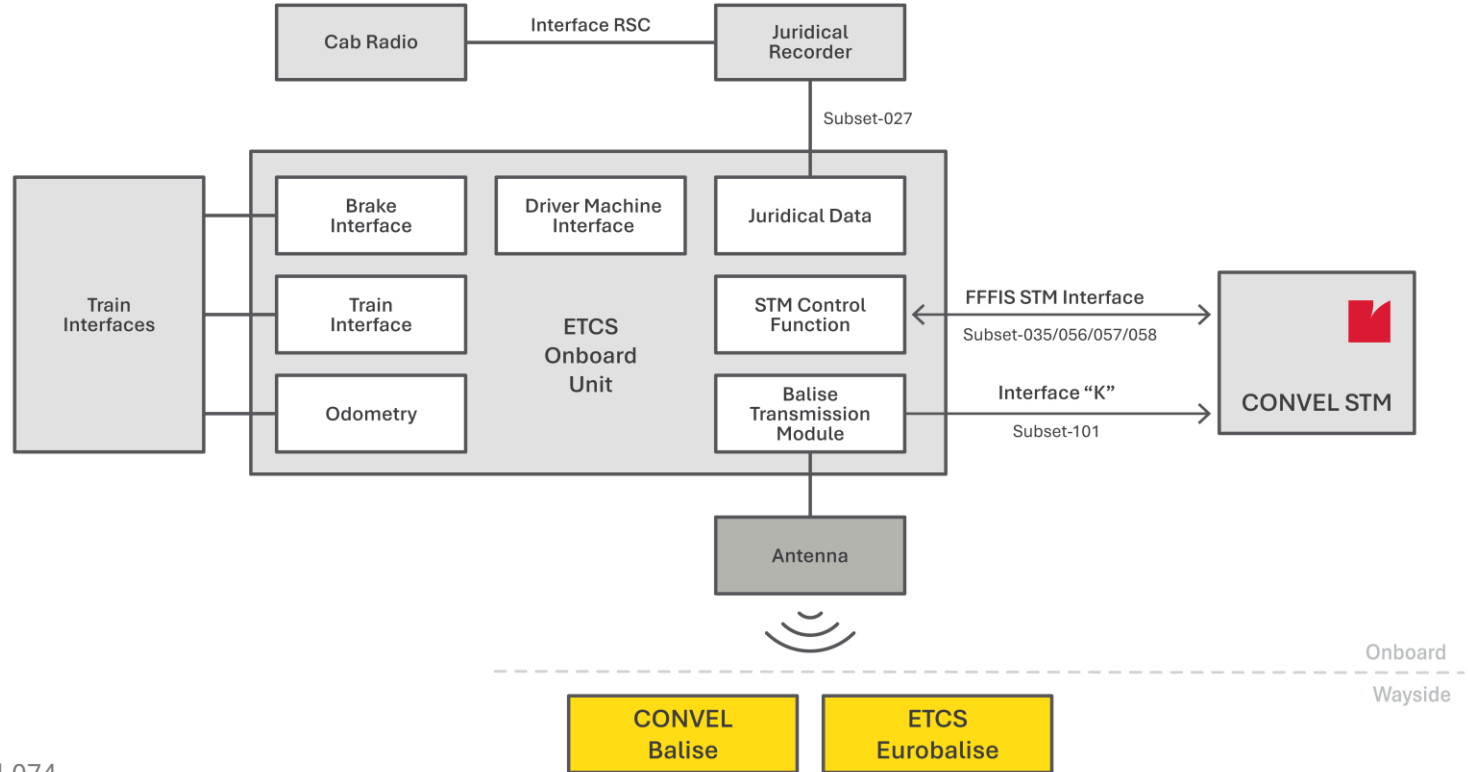 Cab Radio
Interface RSC
Juridical
Recorder
Subset-027
Train
Interfaces
Brake
Interface
Driver Machine
Interface
Juridical Data
Train
Interface
ETCS
Onboard
Unit
STM Control
Function
FFFIS STM Interface
Subset-035/056/057/058
Odometry
Balise
Transmission
Module
Interface “K”
Subset-101
CONVEL STM
Antenna
Onboard
Wayside
CONVEL
Balise
ETCS
Eurobalise